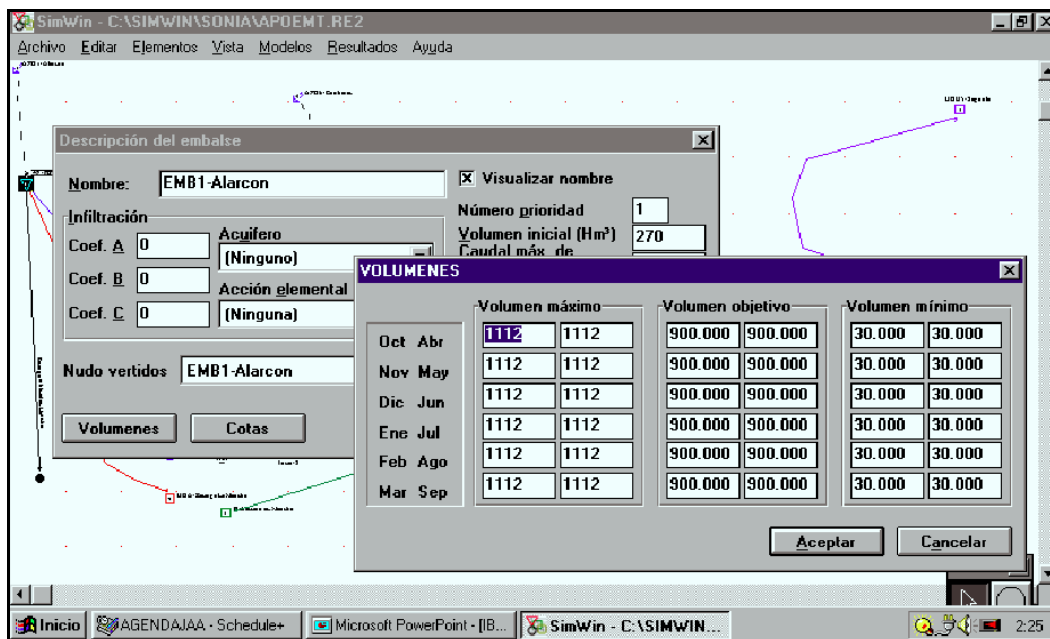 SimWin - C:\SIMWIN\SONIA\APOEMT.RE2
Archivo Editar Elementos Vista Modelos Resultados Ayuda
Descripción del embalse
Nombre: EMB1-Alarcon
Visualizar nombre
Infiltración
Coef. A 0
Coef. B 0
Coef. C 0
Acuifero
(Ninguno)
Acción elemental
(Ninguna)
Número prioridad 1
Volumen inicial (Hm³) 270
Caudal máx. de
Nudo vertidos EMB1-Alarcon
Volumenes Cotas
VOLUMENES
Volumen máximo Volumen objetivo Volumen mínimo
Oct Abr 1112 1112 900.000 900.000 30.000 30.000
Nov May 1112 1112 900.000 900.000 30.000 30.000
Dic Jun 1112 1112 900.000 900.000 30.000 30.000
Ene Jul 1112 1112 900.000 900.000 30.000 30.000
Feb Ago 1112 1112 900.000 900.000 30.000 30.000
Mar Sep 1112 1112 900.000 900.000 30.000 30.000
Aceptar Cancelar
Inicio AGENDAJAA - Schedule+ Microsoft PowerPoint - [IB... SimWin - C:\SIMWIN... 2:25